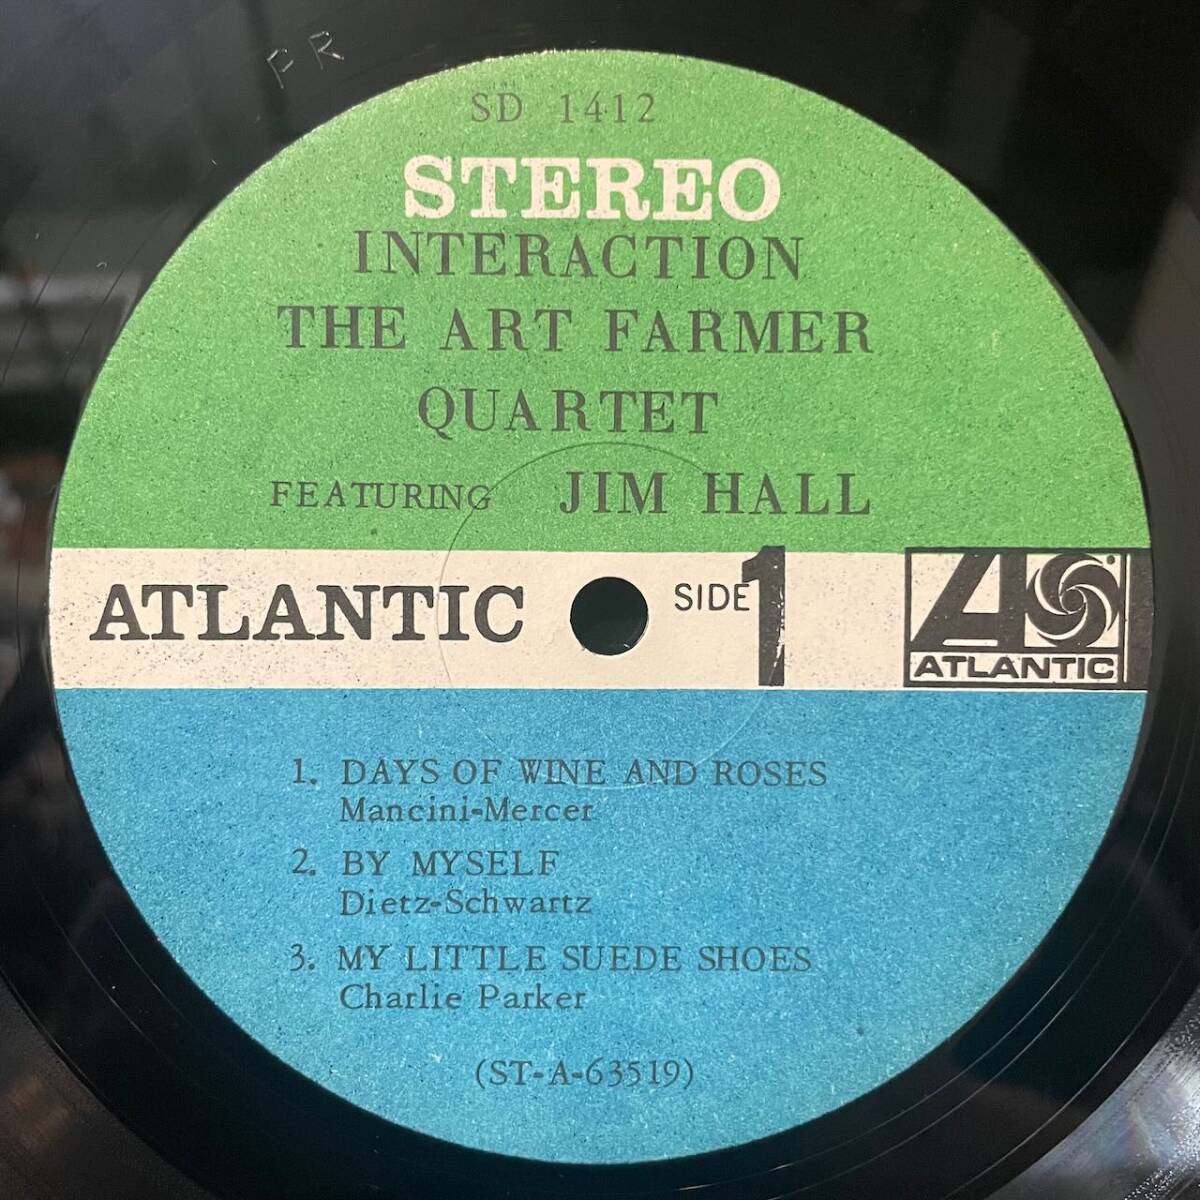 PR
SD 1412
STEREO
INTERACTION
THE ART FARMER
QUARTET
FEATURING JIM HALL
ATLANTIC
SIDE 1
ATLANTIC
1. DAYS OF WINE AND ROSES
Mancini-Mercer
2. BY MYSELF
Dietz-Schwartz
3. MY LITTLE SUEDE SHOES
Charlie Parker
(ST-A-63519)